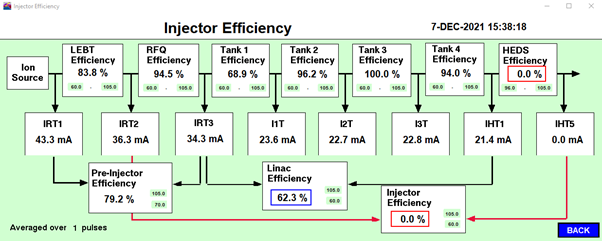 Injector Efficiency
Injector Efficiency
7-DEC-2021 15:38:18
Ion
Source
LEBT
Efficiency
83.8 %
60.0 - 105.0
RFQ
Efficiency
94.5 %
60.0 - 105.0
Tank 1
Efficiency
68.9 %
60.0 - 105.0
Tank 2
Efficiency
96.2 %
60.0 - 105.0
Tank 3
Efficiency
100.0 %
60.0 - 105.0
Tank 4
Efficiency
94.0 %
60.0 - 105.0
HEDS
Efficiency
0.0 %
96.0 - 105.0
IRT1
43.3 mA
IRT2
36.3 mA
IRT3
34.3 mA
I1T
23.6 mA
I2T
22.7 mA
I3T
22.8 mA
IHT1
21.4 mA
IHT5
0.0 mA
Pre-Injector
Efficiency
79.2 %
105.0
70.0
Linac
Efficiency
62.3 %
105.0
60.0
Injector
Efficiency
0.0 %
105.0
60.0
Averaged over 1 pulses
BACK